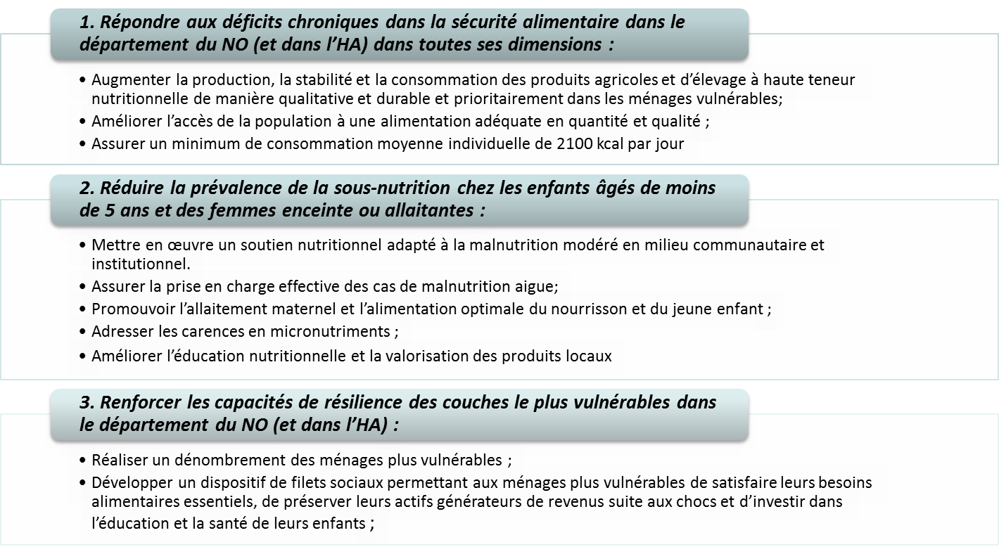 1. Répondre aux déficits chroniques dans la sécurité alimentaire dans le
département du NO (et dans l’HA) dans toutes ses dimensions :
• Augmenter la production, la stabilité et la consommation des produits agricoles et d’élevage à haute teneur
nutritionnelle de manière qualitative et durable et prioritairement dans les ménages vulnérables;
• Améliorer l’accès de la population à une alimentation adéquate en quantité et qualité ;
• Assurer un minimum de consommation moyenne individuelle de 2100 kcal par jour
2. Réduire la prévalence de la sous-nutrition chez les enfants âgés de moins
de 5 ans et des femmes enceinte ou allaitantes :
• Mettre en œuvre un soutien nutritionnel adapté à la malnutrition modéré en milieu communautaire et
institutionnel.
• Assurer la prise en charge effective des cas de malnutrition aigue;
• Promouvoir l’allaitement maternel et l’alimentation optimale du nourrisson et du jeune enfant ;
• Adresser les carences en micronutriments ;
• Améliorer l’éducation nutritionnelle et la valorisation des produits locaux
3. Renforcer les capacités de résilience des couches le plus vulnérables dans
le département du NO (et dans l’HA) :
• Réaliser un dénombrement des ménages plus vulnérables ;
• Développer un dispositif de filets sociaux permettant aux ménages plus vulnérables de satisfaire leurs besoins
alimentaires essentiels, de préserver leurs actifs générateurs de revenus suite aux chocs et d’investir dans
l’éducation et la santé de leurs enfants ;